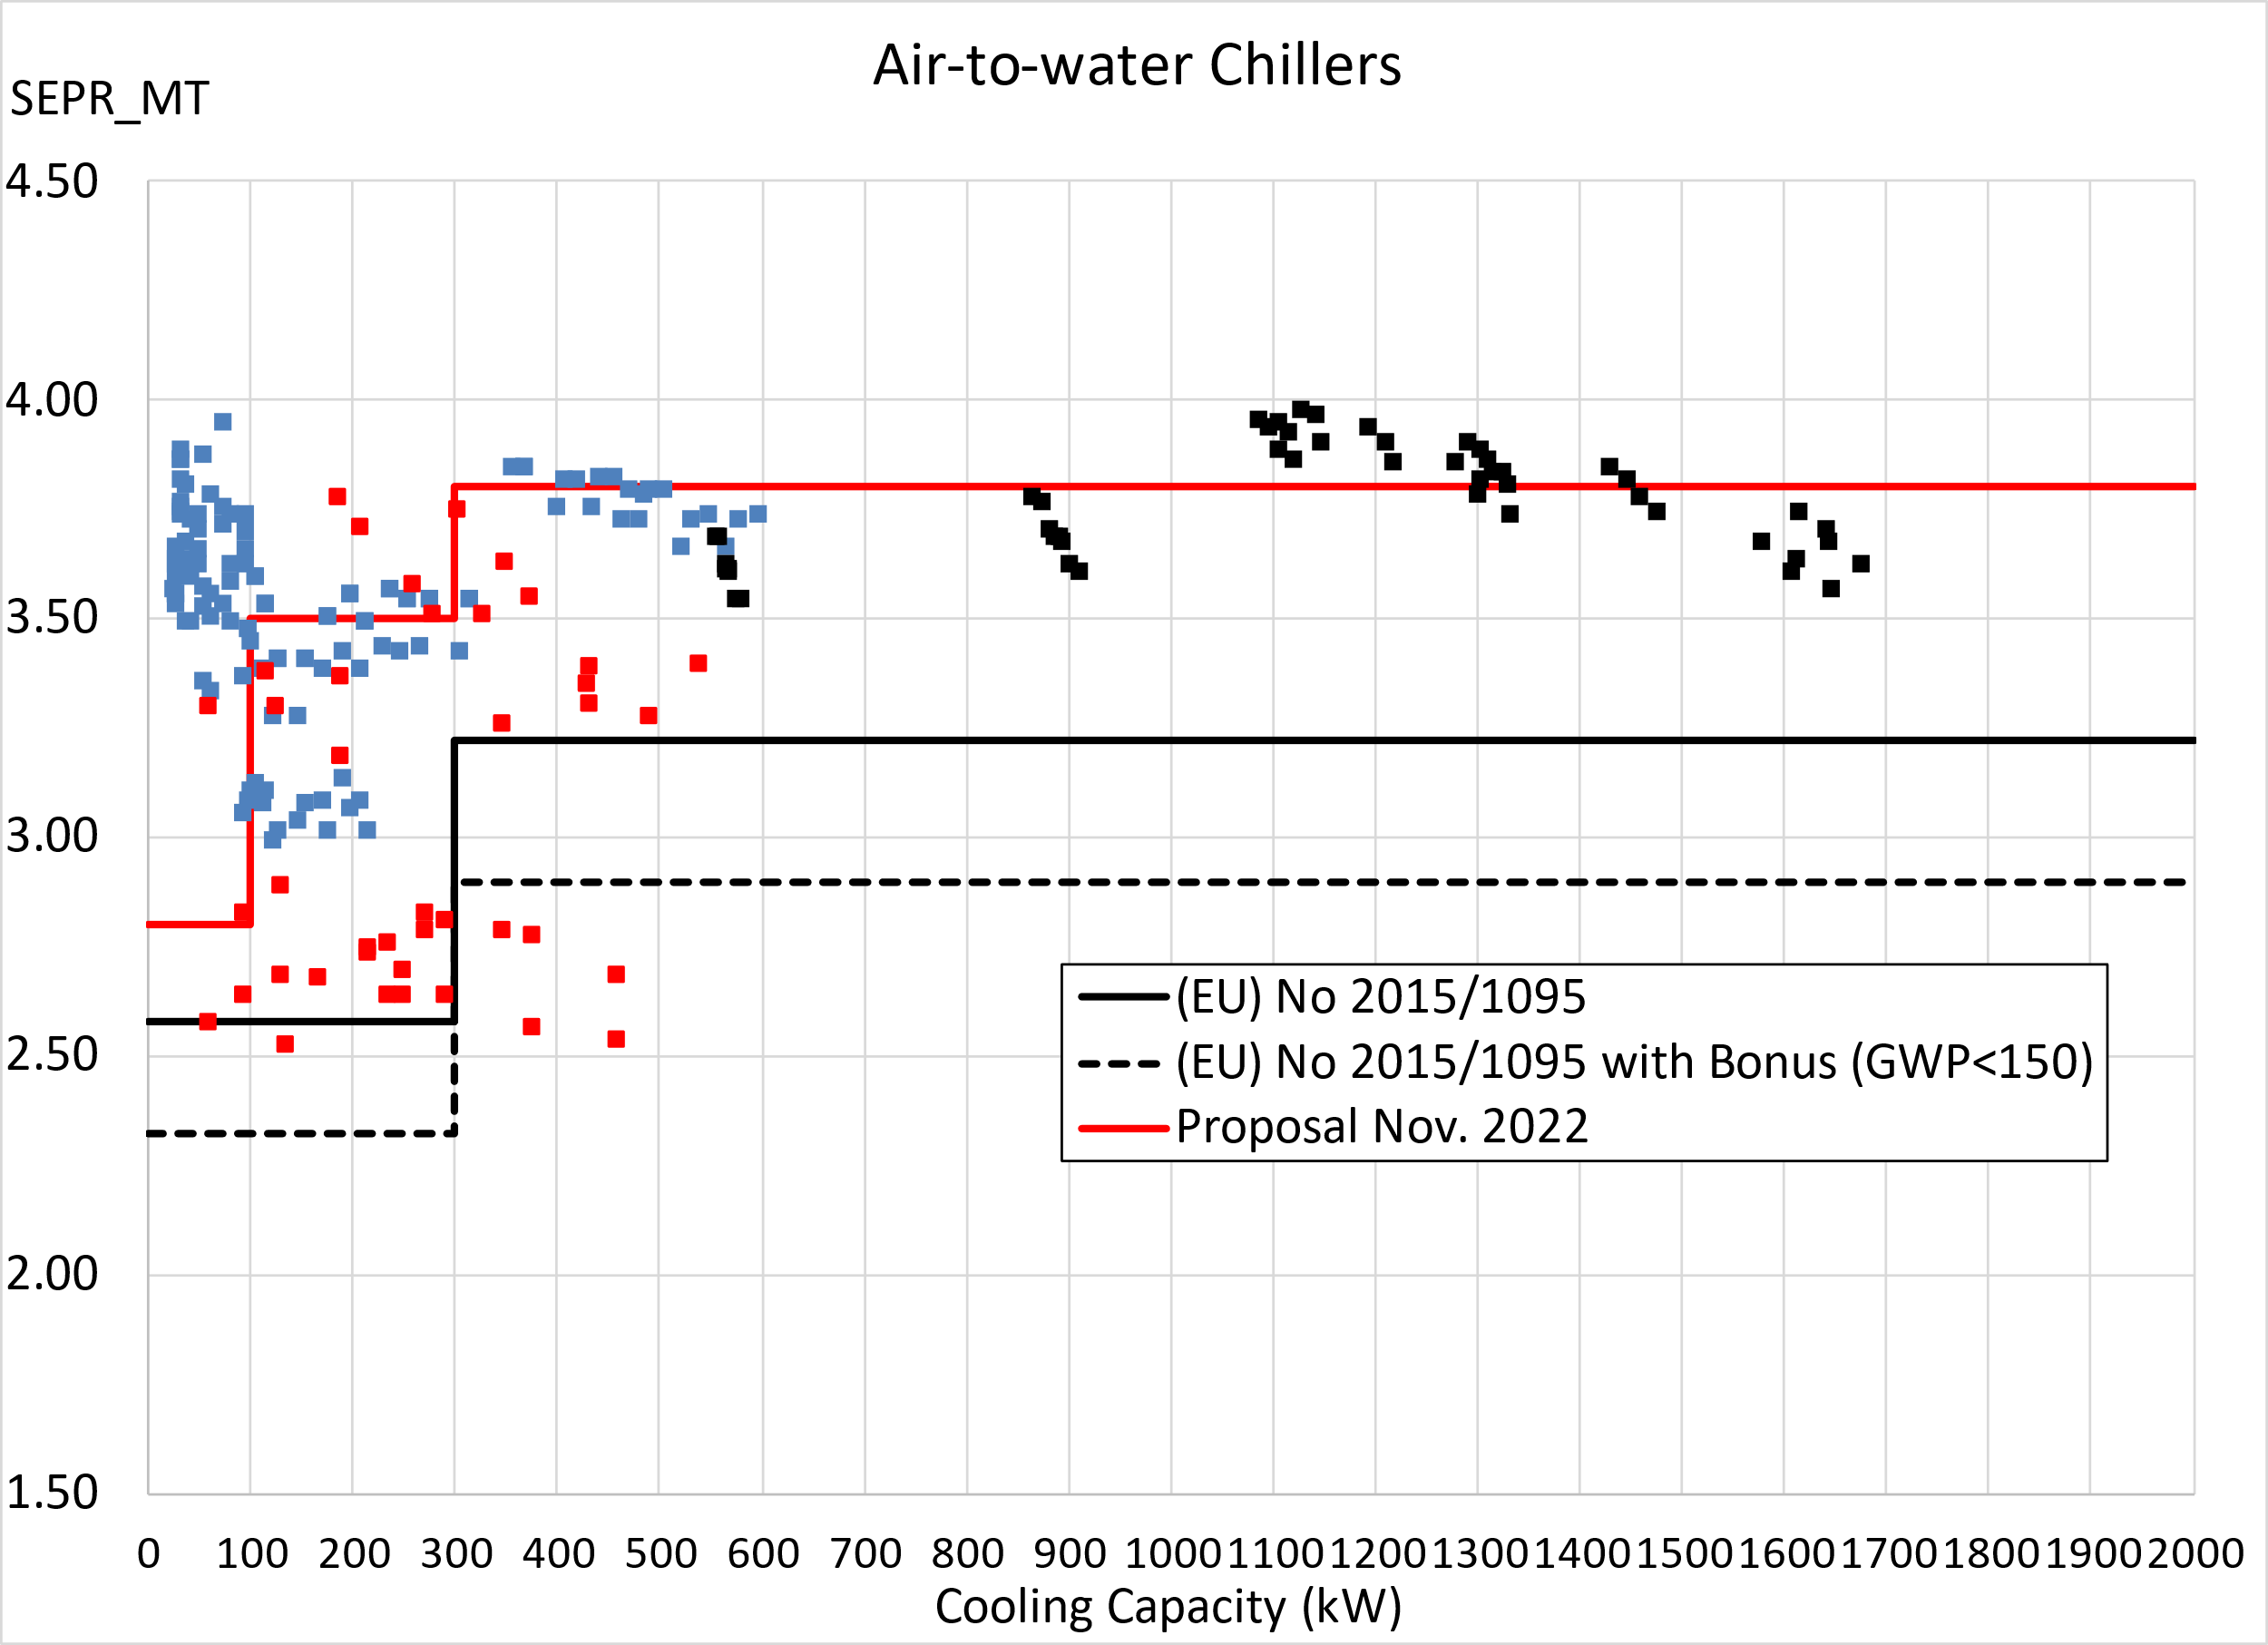 Air-to-water Chillers
SEPR_MT
4.50
4.00
3.50
3.00
2.50
2.00
1.50
(EU) No 2015/1095
(EU) No 2015/1095 with Bonus (GWP<150)
Proposal Nov. 2022
0 100 200 300 400 500 600 700 800 900 1000 1100 1200 1300 1400 1500 1600 1700 1800 1900 2000
Cooling Capacity (kW)